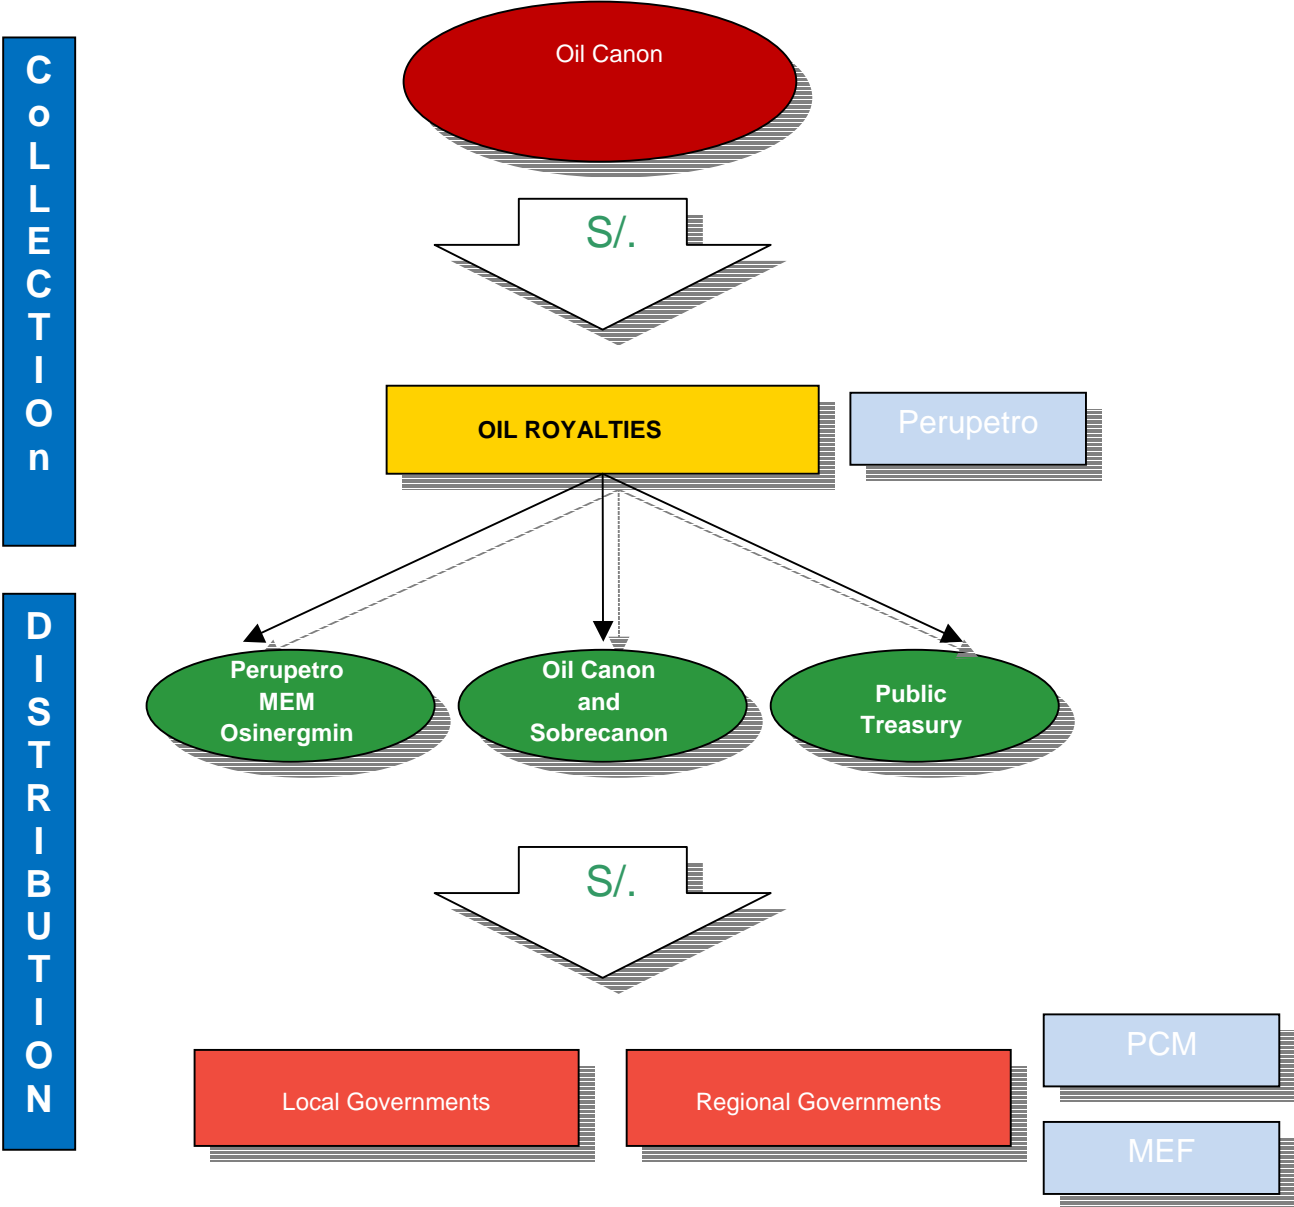 CoLLECTIOn
Oil Canon
S/.
OIL ROYALTIES
Perupetro
DISTRIBUTION
Perupetro
MEM
Osinergmin
Oil Canon
and
Sobrecanon
Public
Treasury
S/.
Local Governments
Regional Governments
PCM
MEF